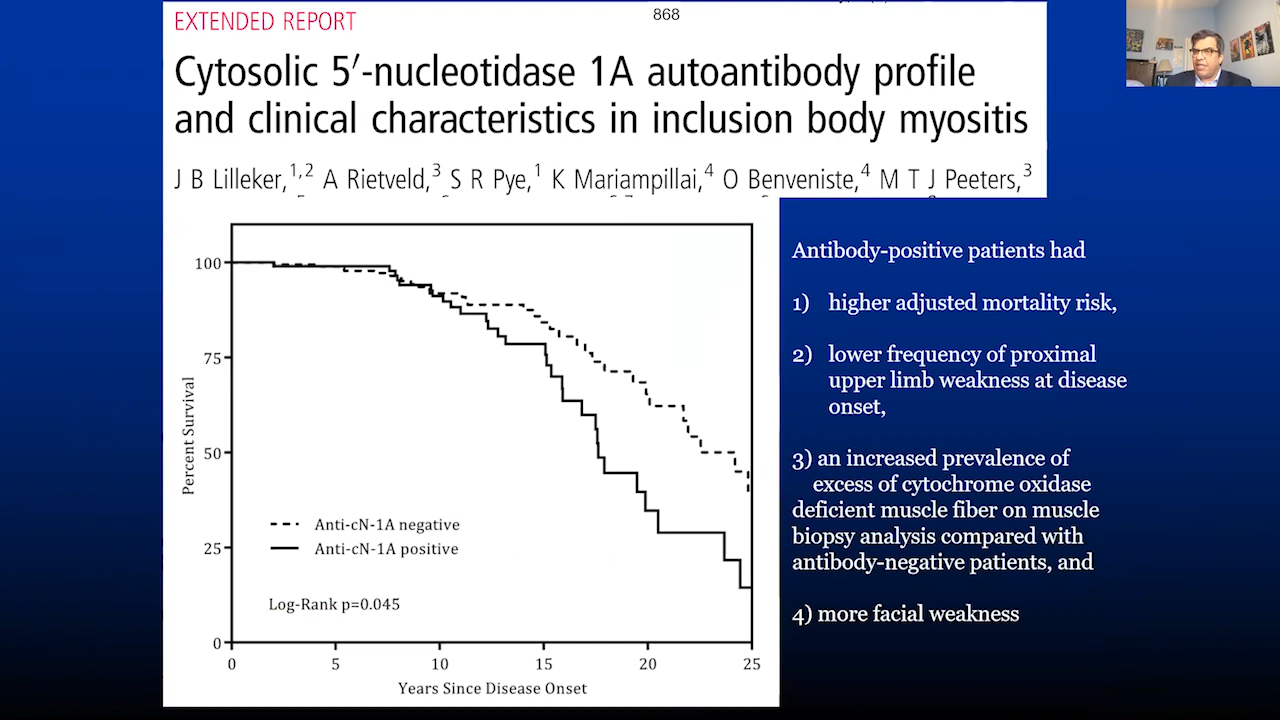 868
EXTENDED REPORT
Cytosolic 5′-nucleotidase 1A autoantibody profile
and clinical characteristics in inclusion body myositis
J B Lilleker,1,2 A Rietveld,3 S R Pye,1 K Mariampillai,4 O Benveniste,4 M T J Peeters,3
100
75
50
25
0
Percent Survival
Anti-cN-1A negative
Anti-cN-1A positive
Log-Rank p=0.045
0 5 10 15 20 25
Years Since Disease Onset
Antibody-positive patients had
1) higher adjusted mortality risk,
2) lower frequency of proximal
upper limb weakness at disease
onset,
3) an increased prevalence of
excess of cytochrome oxidase
deficient muscle fiber on muscle
biopsy analysis compared with
antibody-negative patients, and
4) more facial weakness